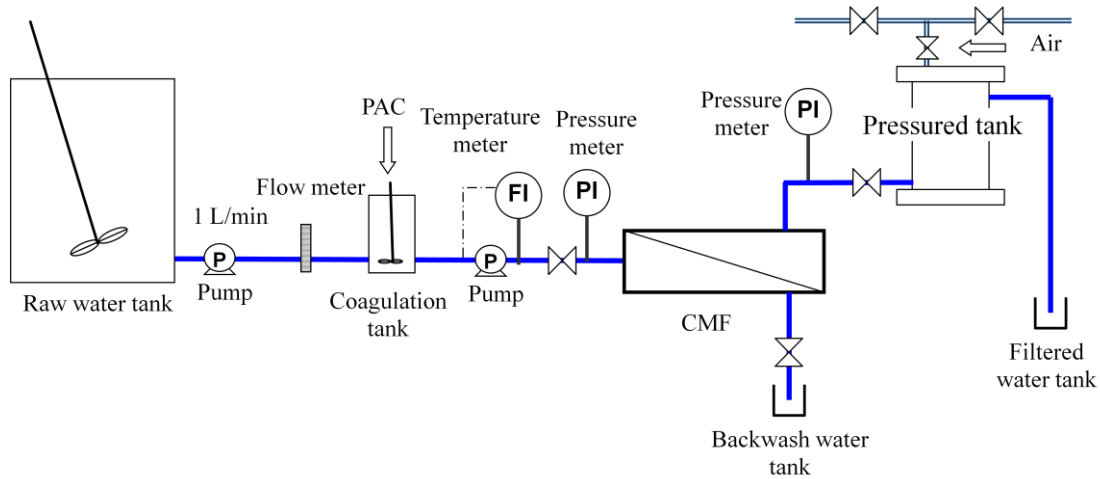 Air
PAC
Temperature
meter
Pressure
meter
Pressure
meter
PI
Pressured tank
Flow meter
1 L/min
FI
PI
P
P
Pump
Pump
Raw water tank
Coagulation
tank
CMF
Filtered
water tank
Backwash water
tank